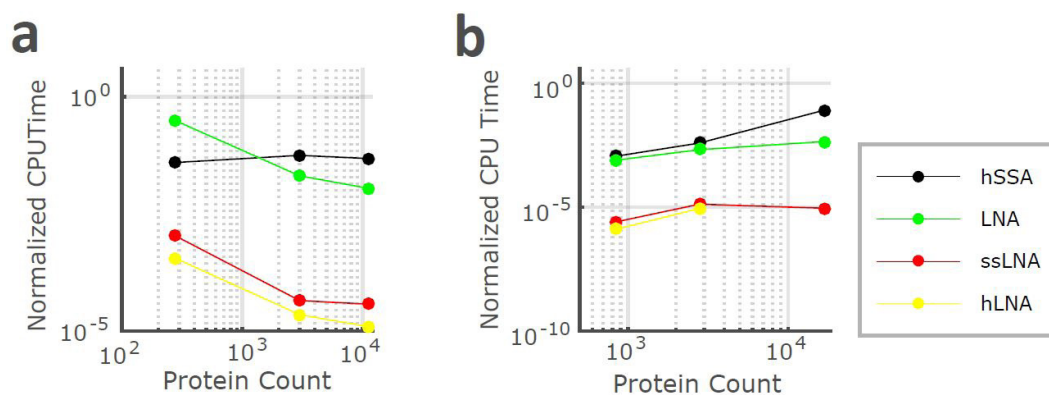 a
Normalized CPUTime
10^0
10^-5
10^2
10^3
10^4
Protein Count
b
Normalized CPU Time
10^0
10^-5
10^-10
10^3
10^4
Protein Count
hSSA
LNA
ssLNA
hLNA